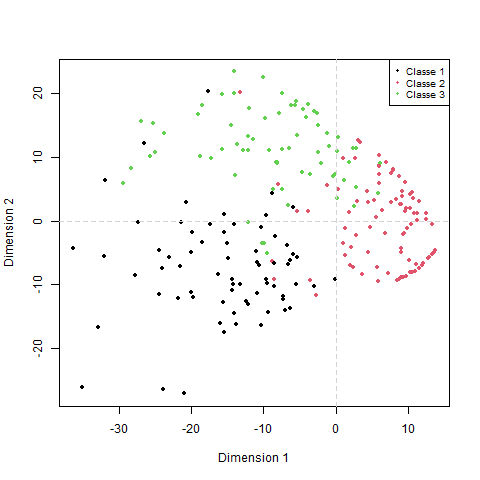 Classe 1
Classe 2
Classe 3
20
10
0
-10
-20
Dimension 2
-30
-20
-10
0
10
Dimension 1